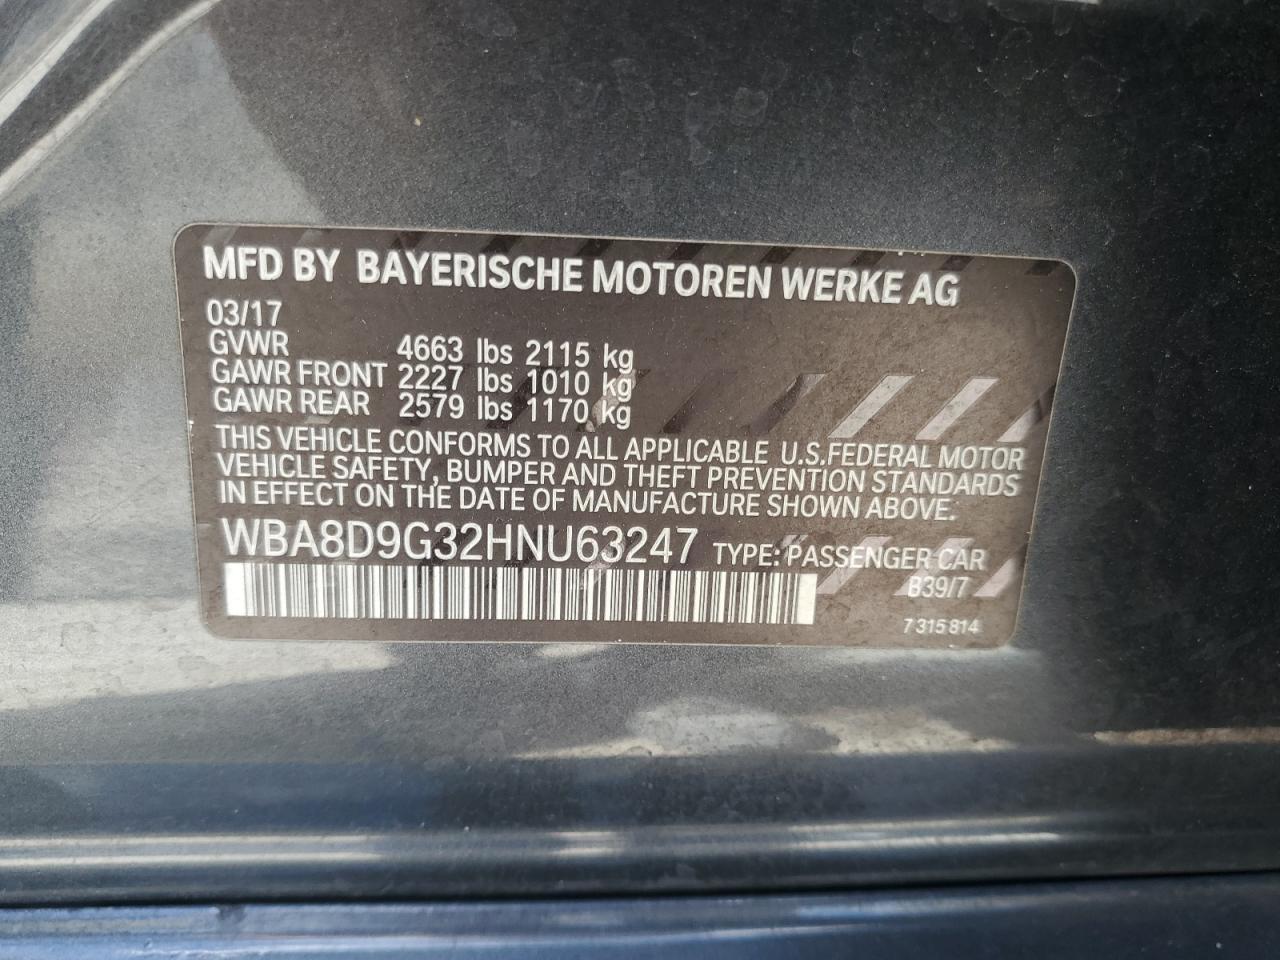 MFD BY BAYERISCHE MOTOREN WERKE AG
03/17
GVWR 4663 lbs 2115 kg
GAWR FRONT 2227 lbs 1010 kg
GAWR REAR 2579 lbs 1170 kg
THIS VEHICLE CONFORMS TO ALL APPLICABLE U.S.FEDERAL MOTOR
VEHICLE SAFETY, BUMPER AND THEFT PREVENTION STANDARDS
IN EFFECT ON THE DATE OF MANUFACTURE SHOWN ABOVE.
WBA8D9G32HNU63247 TYPE: PASSENGER CAR
B39/7
7 315 814